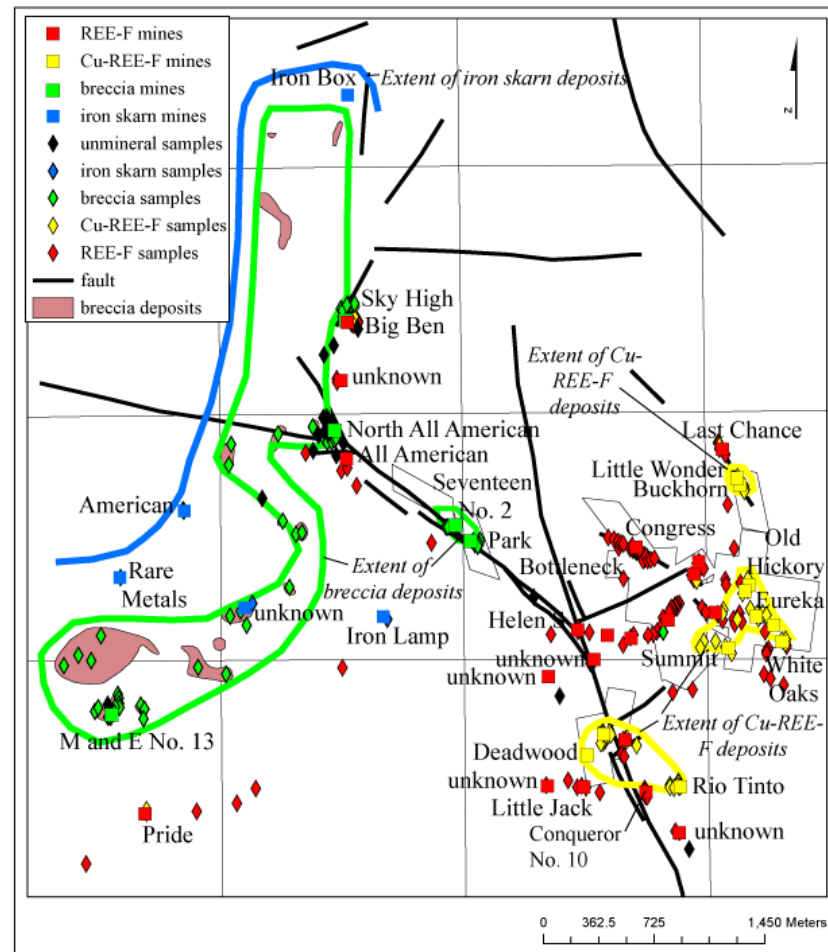 REE-F mines
Cu-REE-F mines
breccia mines
iron skarn mines
unmineral samples
iron skarn samples
breccia samples
Cu-REE-F samples
REE-F samples
fault
breccia deposits
Iron Box
Extent of iron skarn deposits
z
Sky High
Big Ben
unknown
Extent of Cu-
REE-F
deposits
North All American
All American
Last Chance
Little Wonder
Buckhorn
Seventeen
No. 2
Park
American
Congress
Old
Hickory
Bottleneck
Eureka
Extent of
breccia deposits
Rare
Metals
unknown
Iron Lamp
Helen S
unknown
unknown
Summit
White
Oaks
M and E No. 13
Extent of Cu-REE-
F deposits
Deadwood
unknown
Little Jack
Rio Tinto
Conqueror
No. 10
unknown
Pride
0 362.5 725 1,450 Meters